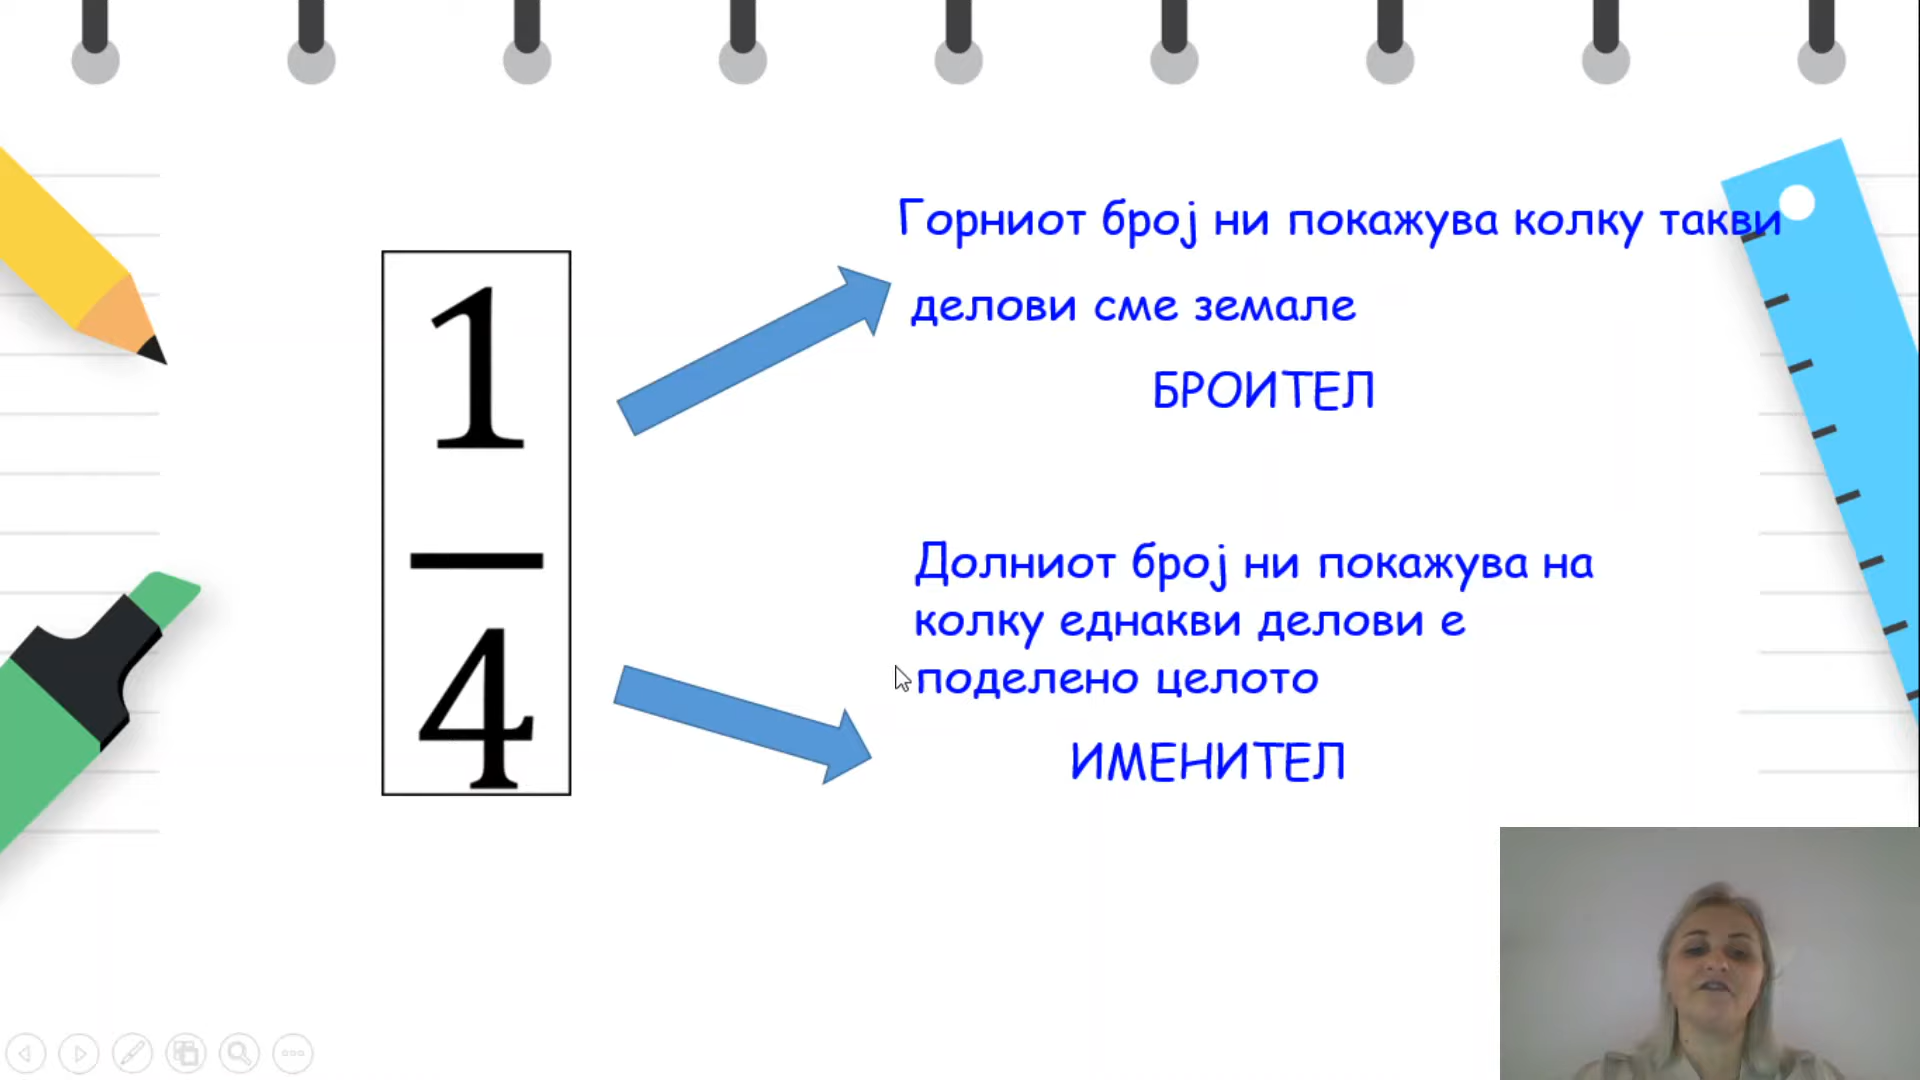 1
4
Горниот број ни покажува колку такви
делови сме земале
БРОИТЕЛ
Долниот број ни покажува на
колку еднакви делови е
поделено целото
ИМЕНИТЕЛ